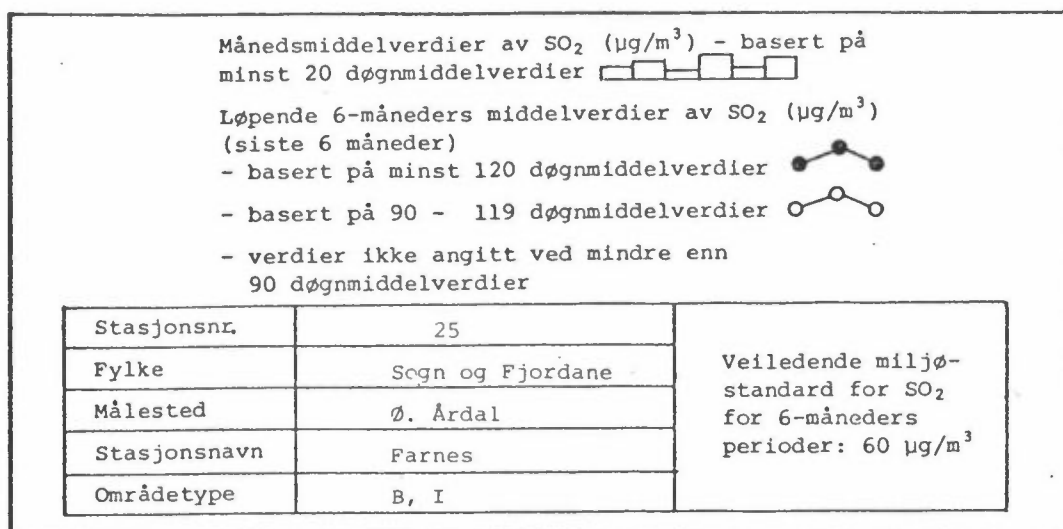 Månedsmiddelverdier av SO₂ (µg/m³) - basert på
minst 20 døgnmiddelverdier
Løpende 6-måneders middelverdier av SO₂ (µg/m³)
(siste 6 måneder)
- basert på minst 120 døgnmiddelverdier
- basert på 90 - 119 døgnmiddelverdier
- verdier ikke angitt ved mindre enn
90 døgnmiddelverdier
Stasjonsnr. 25
Fylke Sogn og Fjordane
Målested Ø. Årdal
Stasjonsnavn Farnes
Områdetype B, I
Veiledende miljø-
standard for SO₂
for 6-måneders
perioder: 60 µg/m³